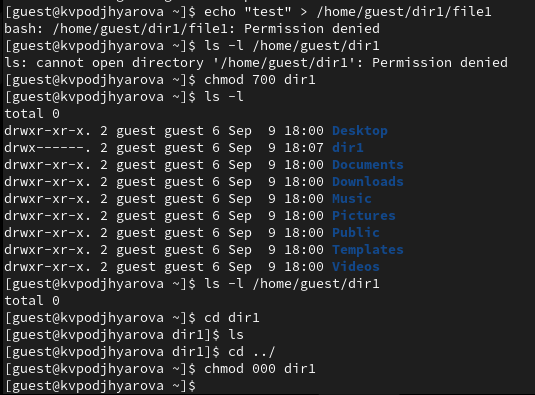 [guest@kvpodjhyarova ~]$ echo "test" > /home/guest/dir1/file1
bash: /home/guest/dir1/file1: Permission denied
[guest@kvpodjhyarova ~]$ ls -l /home/guest/dir1
ls: cannot open directory '/home/guest/dir1': Permission denied
[guest@kvpodjhyarova ~]$ chmod 700 dir1
[guest@kvpodjhyarova ~]$ ls -l
total 0
drwxr-xr-x. 2 guest guest 6 Sep  9 18:00 Desktop
drwx------. 2 guest guest 6 Sep  9 18:07 dir1
drwxr-xr-x. 2 guest guest 6 Sep  9 18:00 Documents
drwxr-xr-x. 2 guest guest 6 Sep  9 18:00 Downloads
drwxr-xr-x. 2 guest guest 6 Sep  9 18:00 Music
drwxr-xr-x. 2 guest guest 6 Sep  9 18:00 Pictures
drwxr-xr-x. 2 guest guest 6 Sep  9 18:00 Public
drwxr-xr-x. 2 guest guest 6 Sep  9 18:00 Templates
drwxr-xr-x. 2 guest guest 6 Sep  9 18:00 Videos
[guest@kvpodjhyarova ~]$ ls -l /home/guest/dir1
total 0
[guest@kvpodjhyarova ~]$ cd dir1
[guest@kvpodjhyarova dir1]$ ls
[guest@kvpodjhyarova dir1]$ cd ../
[guest@kvpodjhyarova ~]$ chmod 000 dir1
[guest@kvpodjhyarova ~]$